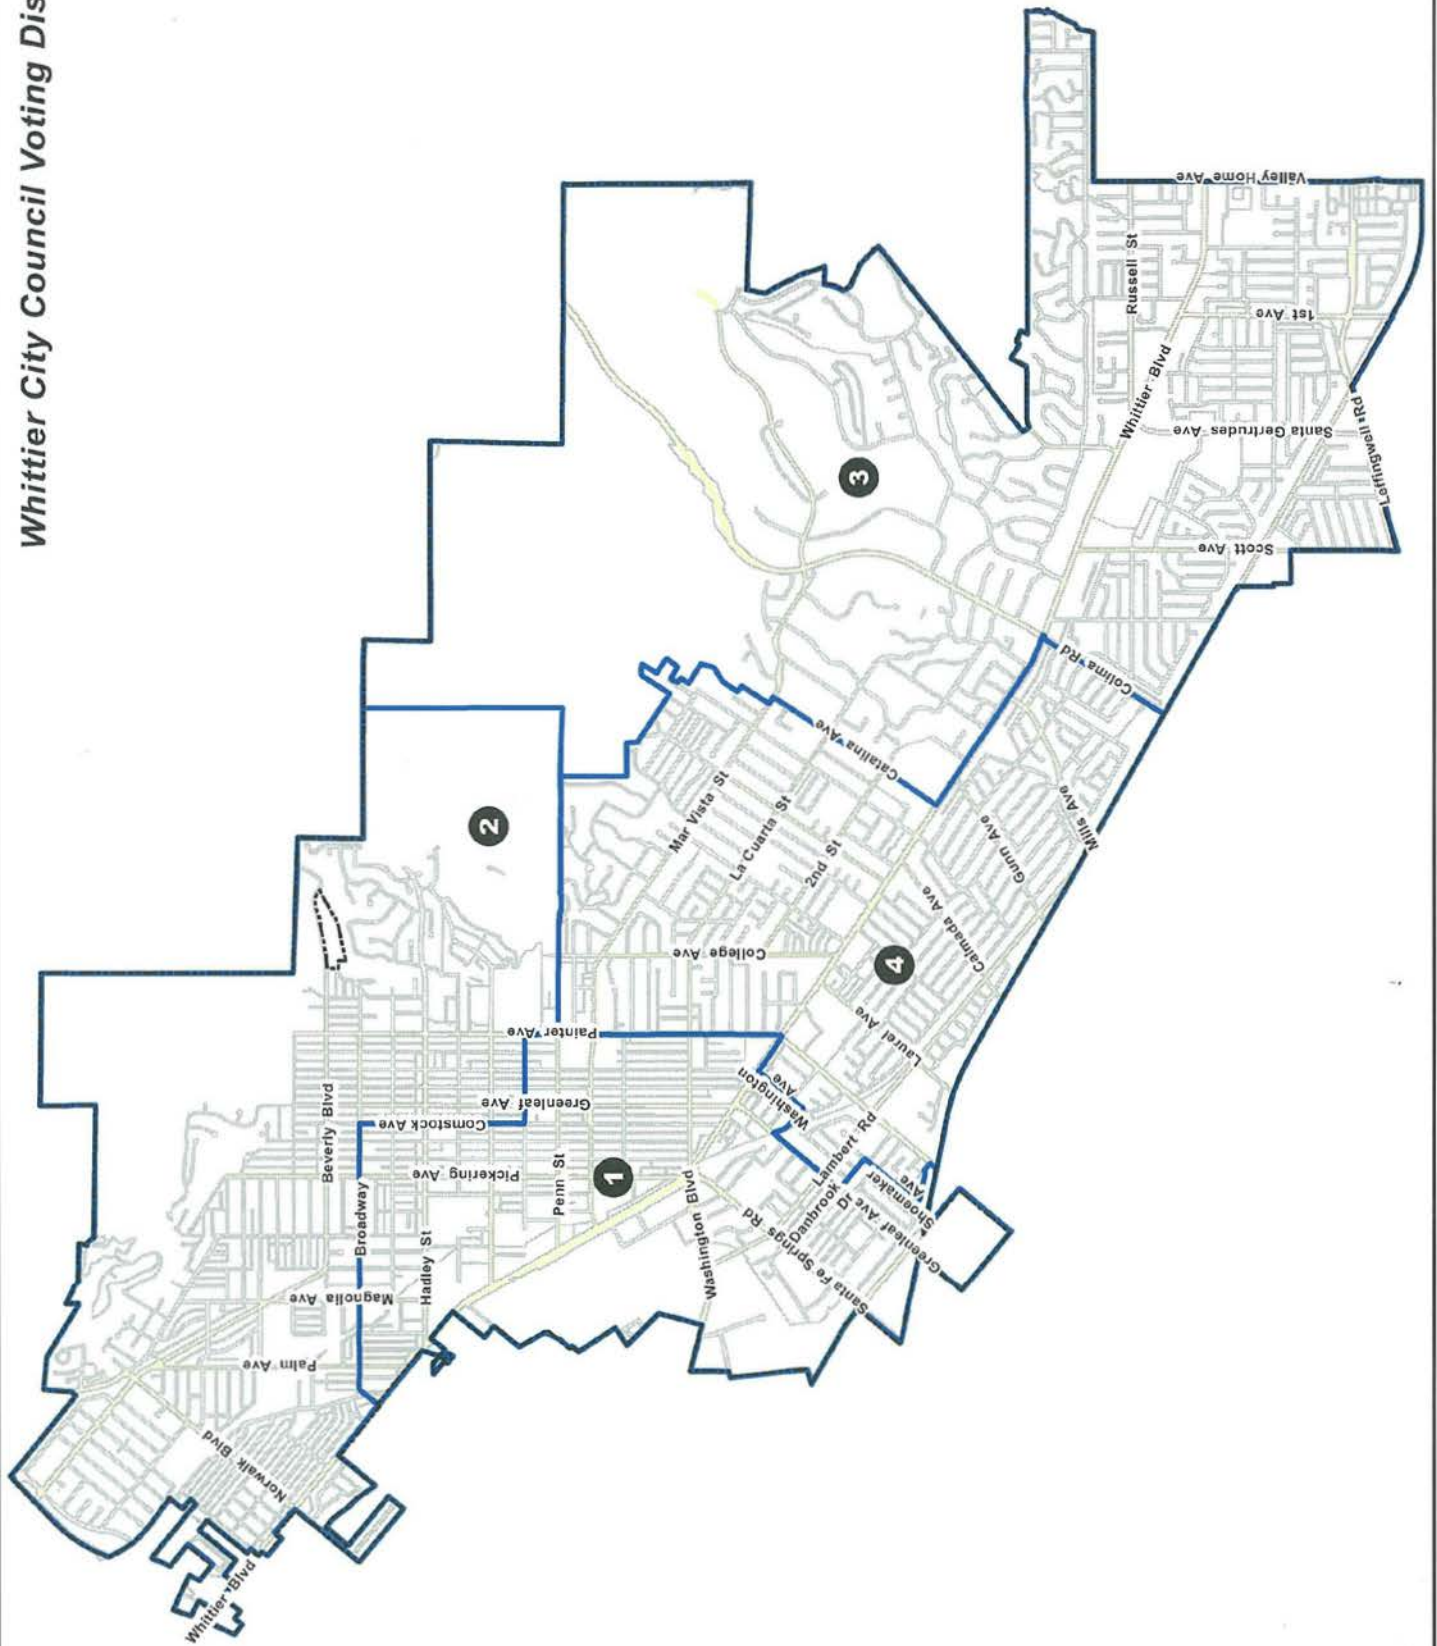 Whittier City Council Voting Dis
Whittier Blvd
Norwalk Blvd
Palm Ave
Magnolia Ave
Broadway
Beverly Blvd
Hadley St
Pickering Ave
Comstock Ave
Greenleaf Ave
Penn St
Painter Ave
1
2
3
4
Washington Blvd
Washington
Ave
Santa Fe Springs Rd
Danbrook
Dr
Lambert Rd
Greenleaf Ave
Shoemaker
Ave
Laurel Ave
College Ave
Mar Vista St
La Cuarta St
2nd St
Catalina Ave
Calmada Ave
Gunn Ave
Mills Ave
Colima Rd
Scott Ave
Santa Gertrudes Ave
Whittier Blvd
Russell St
1st Ave
Leffingwell Rd
Valley Home Ave